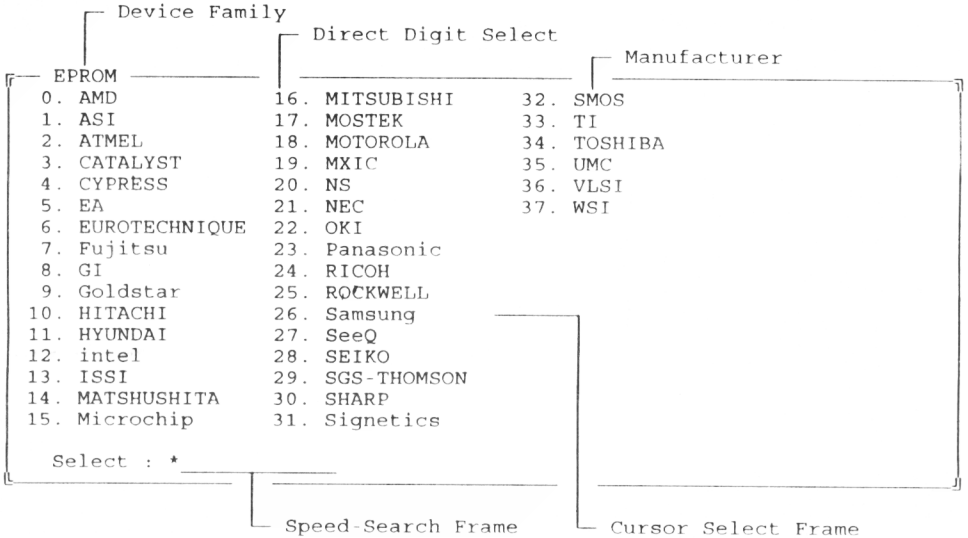 Device Family
Direct Digit Select
Manufacturer
EPROM
0. AMD 16. MITSUBISHI 32. SMOS
1. ASI 17. MOSTEK 33. TI
2. ATMEL 18. MOTOROLA 34. TOSHIBA
3. CATALYST 19. MXIC 35. UMC
4. CYPRESS 20. NS 36. VLSI
5. EA 21. NEC 37. WSI
6. EUROTECHNIQUE 22. OKI
7. Fujitsu 23. Panasonic
8. GI 24. RICOH
9. Goldstar 25. ROCKWELL
10. HITACHI 26. Samsung
11. HYUNDAI 27. SeeQ
12. intel 28. SEIKO
13. ISSI 29. SGS-THOMSON
14. MATSHUSHITA 30. SHARP
15. Microchip 31. Signetics
Select : *
Speed-Search Frame
Cursor Select Frame